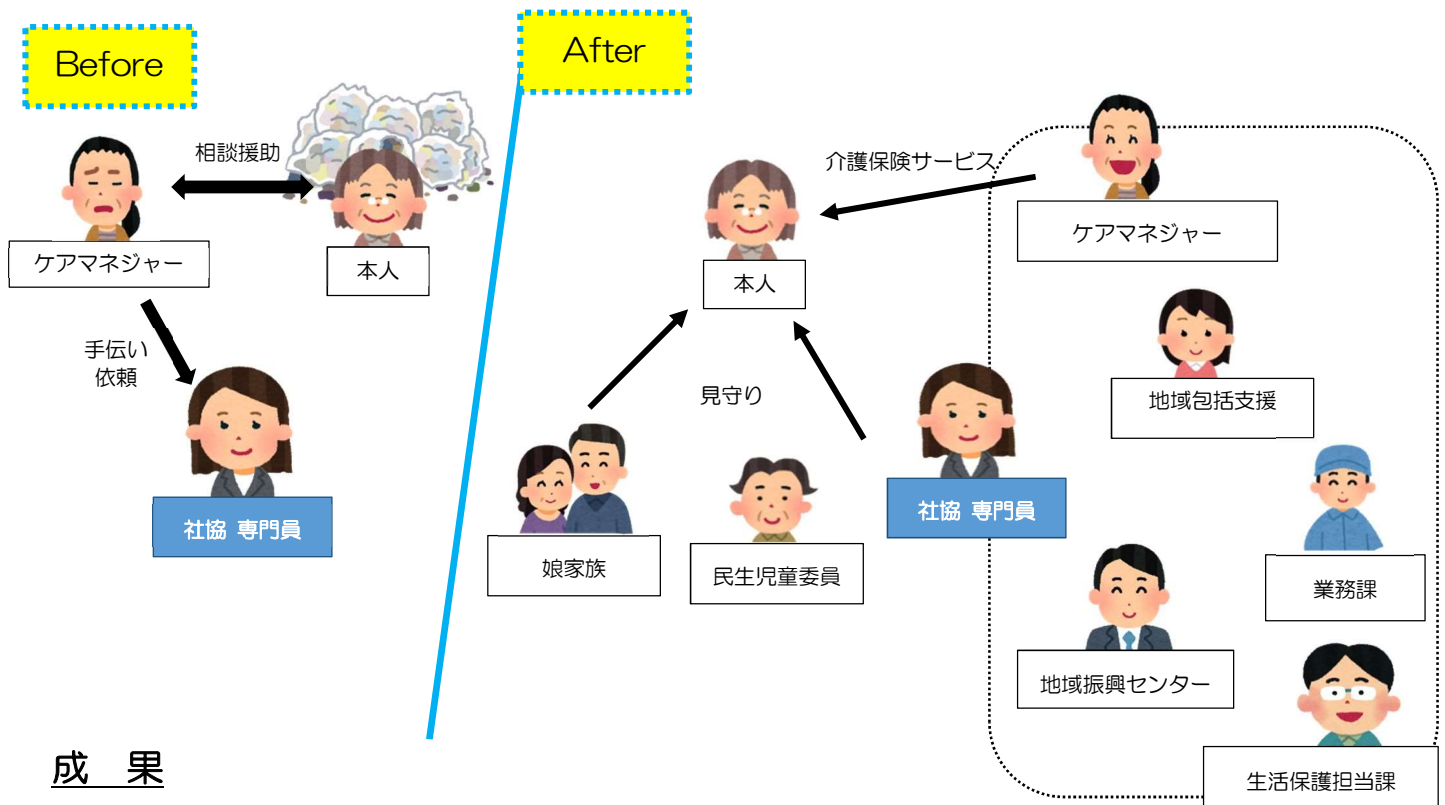 Before
相談援助
ケアマネジャー
本人
手伝い
依頼
社協 専門員
After
介護保険サービス
ケアマネジャー
本人
地域包括支援
見守り
社協 専門員
娘家族
民生児童委員
業務課
地域振興センター
生活保護担当課
成 果